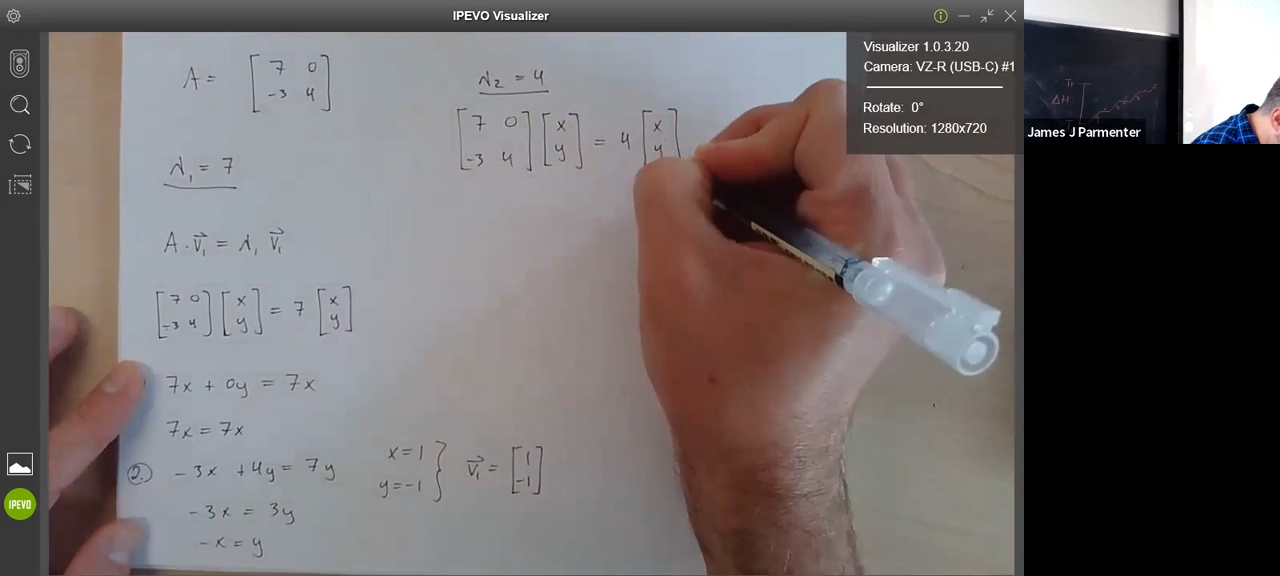 IPEVO Visualizer
Visualizer 1.0.3.20
Camera: VZ-R (USB-C) #1
Rotate: 0°
Resolution: 1280x720
James J Parmenter
TF
ΔH
IPEVO
A = [7 0
-3 4]
λ₁ = 7
A · v⃗₁ = λ₁ v⃗₁
[7 0] [x] = 7 [x]
[-3 4] [y] [y]
7x + 0y = 7x
7x = 7x
2. -3x + 4y = 7y
-3x = 3y
-x = y
x = 1
y = -1
} v⃗₁ = [1
-1]
λ₂ = 4
[7 0] [x] = 4 [x]
[-3 4] [y] [y]